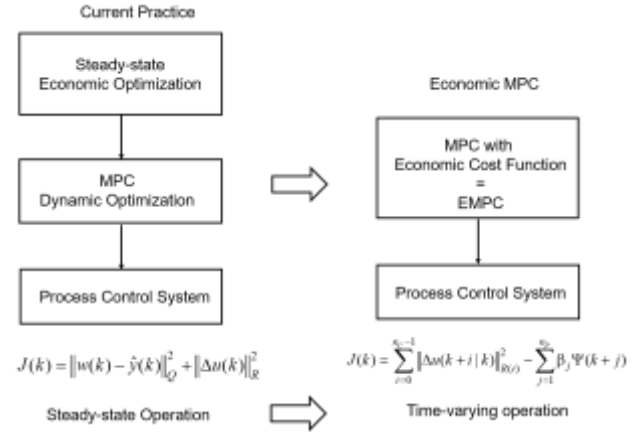 Current Practice
Steady-state
Economic Optimization
MPC
Dynamic Optimization
Process Control System
J(k) = ‖w(k) − ŷ(k)‖²_Q + ‖Δu(k)‖²_R
Steady-state Operation
Economic MPC
MPC with
Economic Cost Function
=
EMPC
Process Control System
Time-varying operation